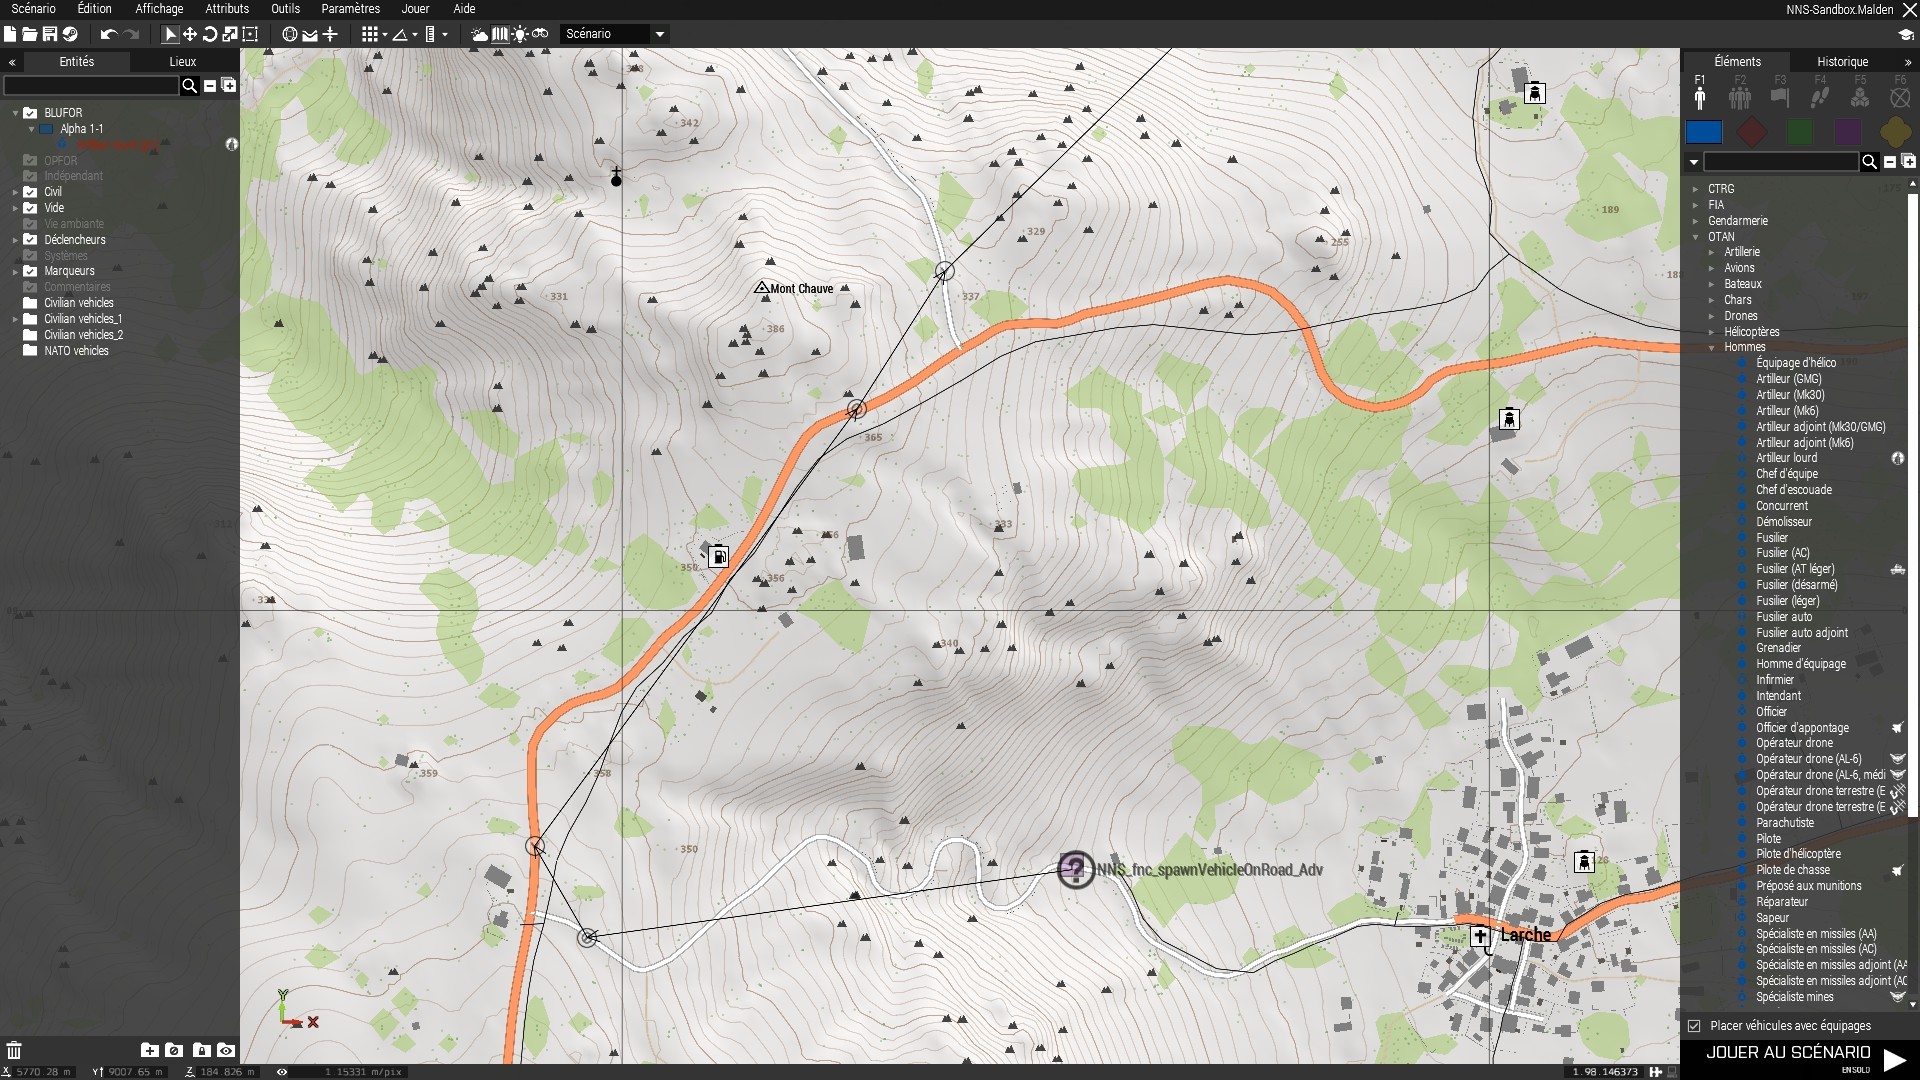 Scénario Édition Affichage Attributs Outils Paramètres Jouer Aide
NNS-Sandbox.Malden
Scénario
Entités
Lieux
BLUFOR
Alpha 1-1
OPFOR
Indépendant
Civil
Vide
Vie ambiante
Déclencheurs
Systèmes
Marqueurs
Commentaires
Civilian vehicles
Civilian vehicles_1
Civilian vehicles_2
NATO vehicles
342
329
255
189
331
337
Mont Chauve
386
365
333
350
356
340
359
358
350
128
NNS_fnc_spawnVehicleOnRoad_Adv
Larche
Y
X
Éléments
Historique
F1 F2 F3 F4 F5 F6
CTRG
FIA
Gendarmerie
OTAN
Artillerie
Avions
Bateaux
Chars
Drones
Hélicoptères
Hommes
Équipage d'hélico
Artilleur (GMG)
Artilleur (Mk30)
Artilleur (Mk6)
Artilleur adjoint (Mk30/GMG)
Artilleur adjoint (Mk6)
Artilleur lourd
Chef d'équipe
Chef d'escouade
Concurrent
Démolisseur
Fusilier
Fusilier (AC)
Fusilier (AT léger)
Fusilier (désarmé)
Fusilier (léger)
Fusilier auto
Fusilier auto adjoint
Grenadier
Homme d'équipage
Infirmier
Intendant
Officier
Officier d'appontage
Opérateur drone
Opérateur drone (AL-6)
Opérateur drone (AL-6, médi
Opérateur drone terrestre (E
Opérateur drone terrestre (E
Parachutiste
Pilote
Pilote d'hélicoptère
Pilote de chasse
Préposé aux munitions
Réparateur
Sapeur
Spécialiste en missiles (AA)
Spécialiste en missiles (AC)
Spécialiste en missiles adjoint (AA
Spécialiste en missiles adjoint (AC
Spécialiste mines
Placer véhicules avec équipages
JOUER AU SCÉNARIO
EN SOLO
X 5770.28 m Y 9007.65 m Z 184.826 m 1.15331 m/pix
1.98.146373